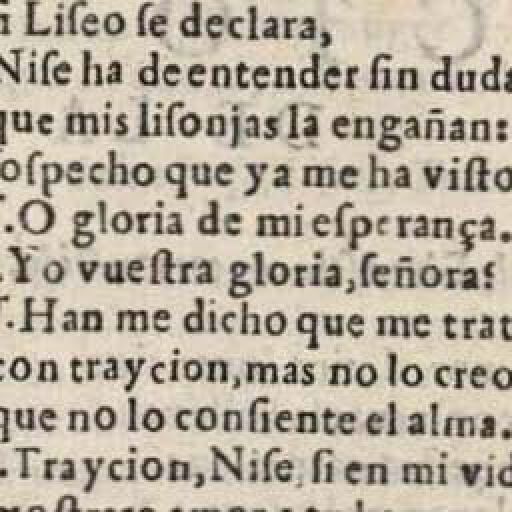 i Liſeo ſe declara,
Niſe ha de entender ſin duda
que mis liſonjas la engañan:
oſpecho que ya me ha viſto
.O gloria de mi eſperança.
.Yo vueſtra gloria, ſeñora?
.Han me dicho que me trat
con traycion, mas no lo creo
que no lo conſiente el alma.
.Traycion, Niſe, ſi en mi vid